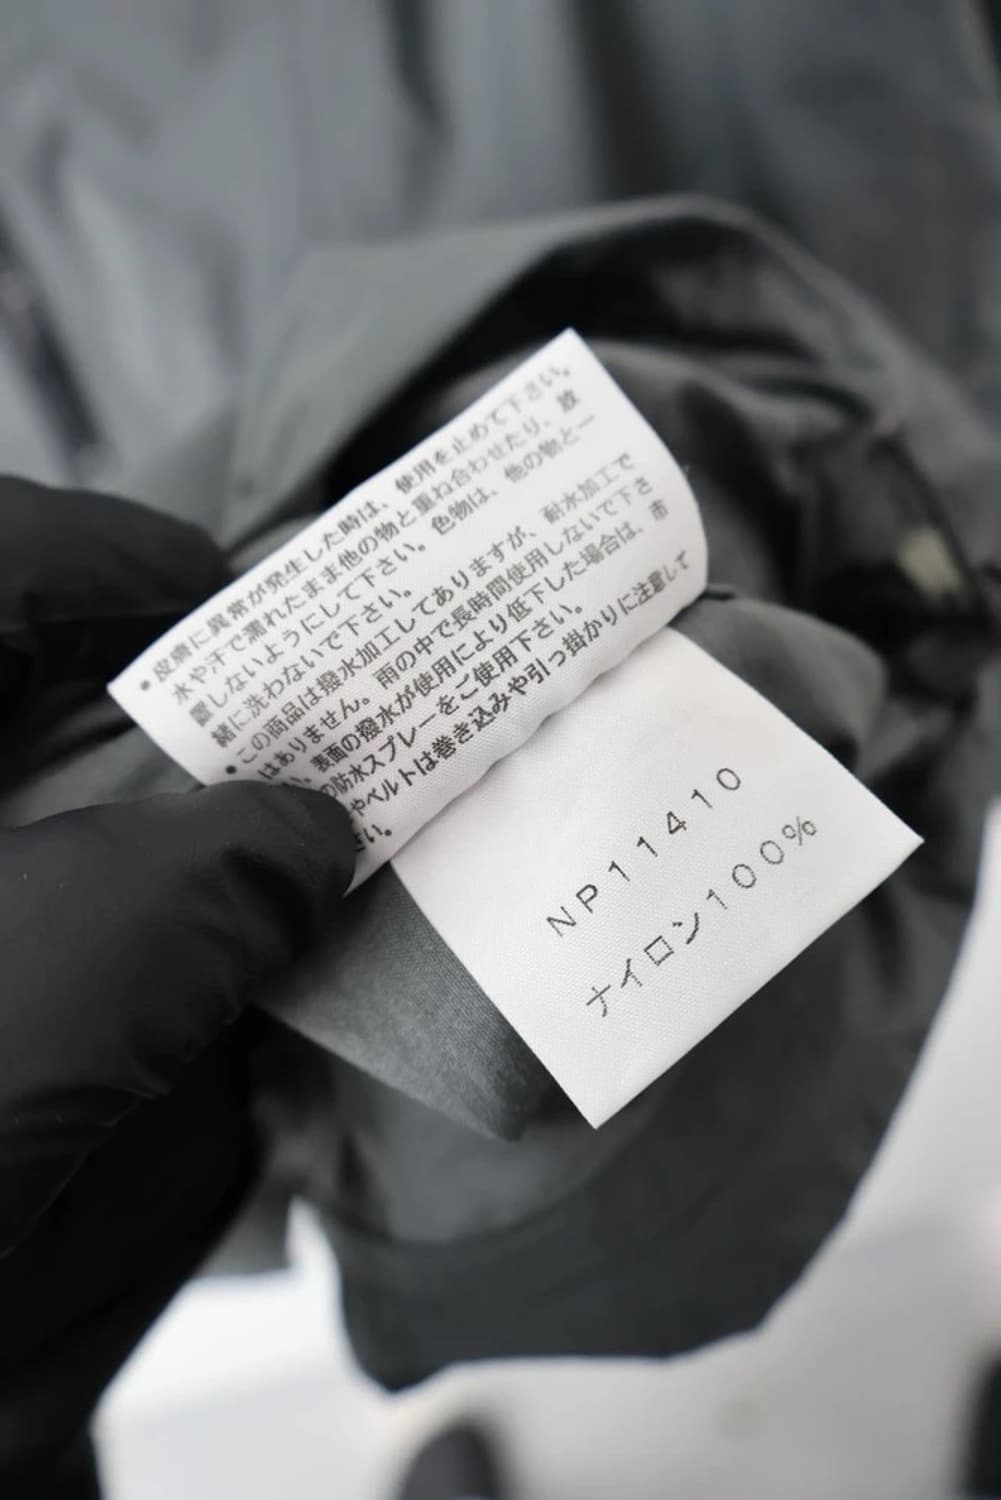 ・皮膚に異常が発生した時は、使用を止めて下さい。
水や汗で濡れたまま他の物と重ね合わせたり、放
置しないようにして下さい。色物は、他の物と一
緒に洗わないで下さい。
・この商品は撥水加工してありますが、耐水加工で
はありません。雨の中で長時間使用しないで下さ
い。表面の撥水が使用により低下した場合は、市
の防水スプレーをご使用下さい。
やベルトは巻き込みや引っ掛かりに注意して
さい。
NP11410
ナイロン100%